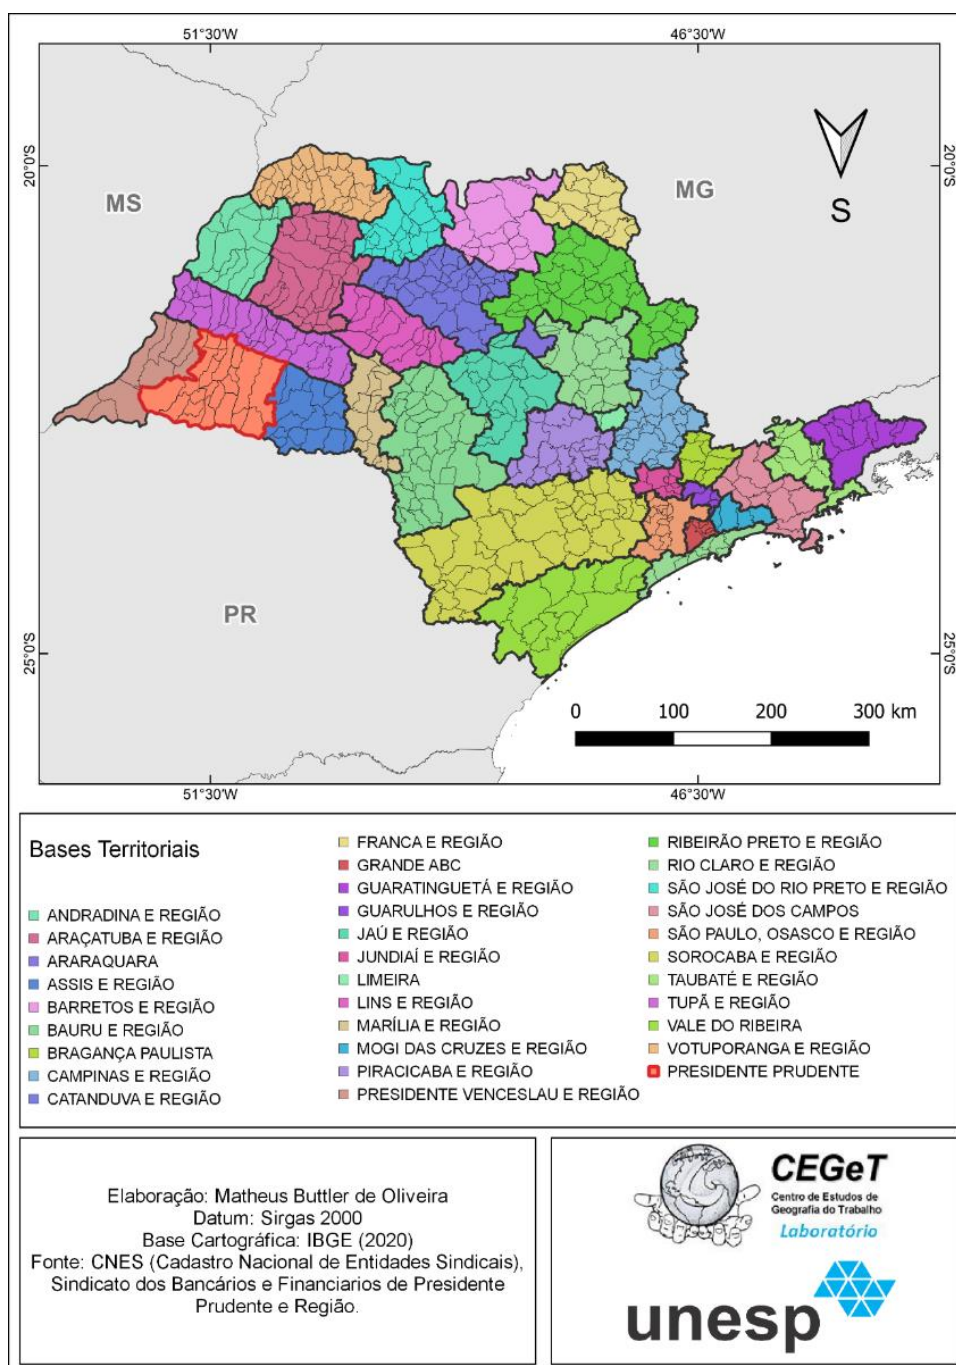 51°30'W
46°30'W
20°0'S
20°0'S
MS
MG
S
PR
25°0'S
25°0'S
0 100 200 300 km
51°30'W
46°30'W
Bases Territoriais
ANDRADINA E REGIÃO
ARAÇATUBA E REGIÃO
ARARAQUARA
ASSIS E REGIÃO
BARRETOS E REGIÃO
BAURU E REGIÃO
BRAGANÇA PAULISTA
CAMPINAS E REGIÃO
CATANDUVA E REGIÃO
FRANCA E REGIÃO
GRANDE ABC
GUARATINGUETÁ E REGIÃO
GUARULHOS E REGIÃO
JAÚ E REGIÃO
JUNDIAÍ E REGIÃO
LIMEIRA
LINS E REGIÃO
MARÍLIA E REGIÃO
MOGI DAS CRUZES E REGIÃO
PIRACICABA E REGIÃO
PRESIDENTE VENCESLAU E REGIÃO
RIBEIRÃO PRETO E REGIÃO
RIO CLARO E REGIÃO
SÃO JOSÉ DO RIO PRETO E REGIÃO
SÃO JOSÉ DOS CAMPOS
SÃO PAULO, OSASCO E REGIÃO
SOROCABA E REGIÃO
TAUBATÉ E REGIÃO
TUPÃ E REGIÃO
VALE DO RIBEIRA
VOTUPORANGA E REGIÃO
PRESIDENTE PRUDENTE
Elaboração: Matheus Buttler de Oliveira
Datum: Sirgas 2000
Base Cartográfica: IBGE (2020)
Fonte: CNES (Cadastro Nacional de Entidades Sindicais),
Sindicato dos Bancários e Financiarios de Presidente
Prudente e Região.
CEGeT
Centro de Estudos de
Geografia do Trabalho
Laboratório
unesp